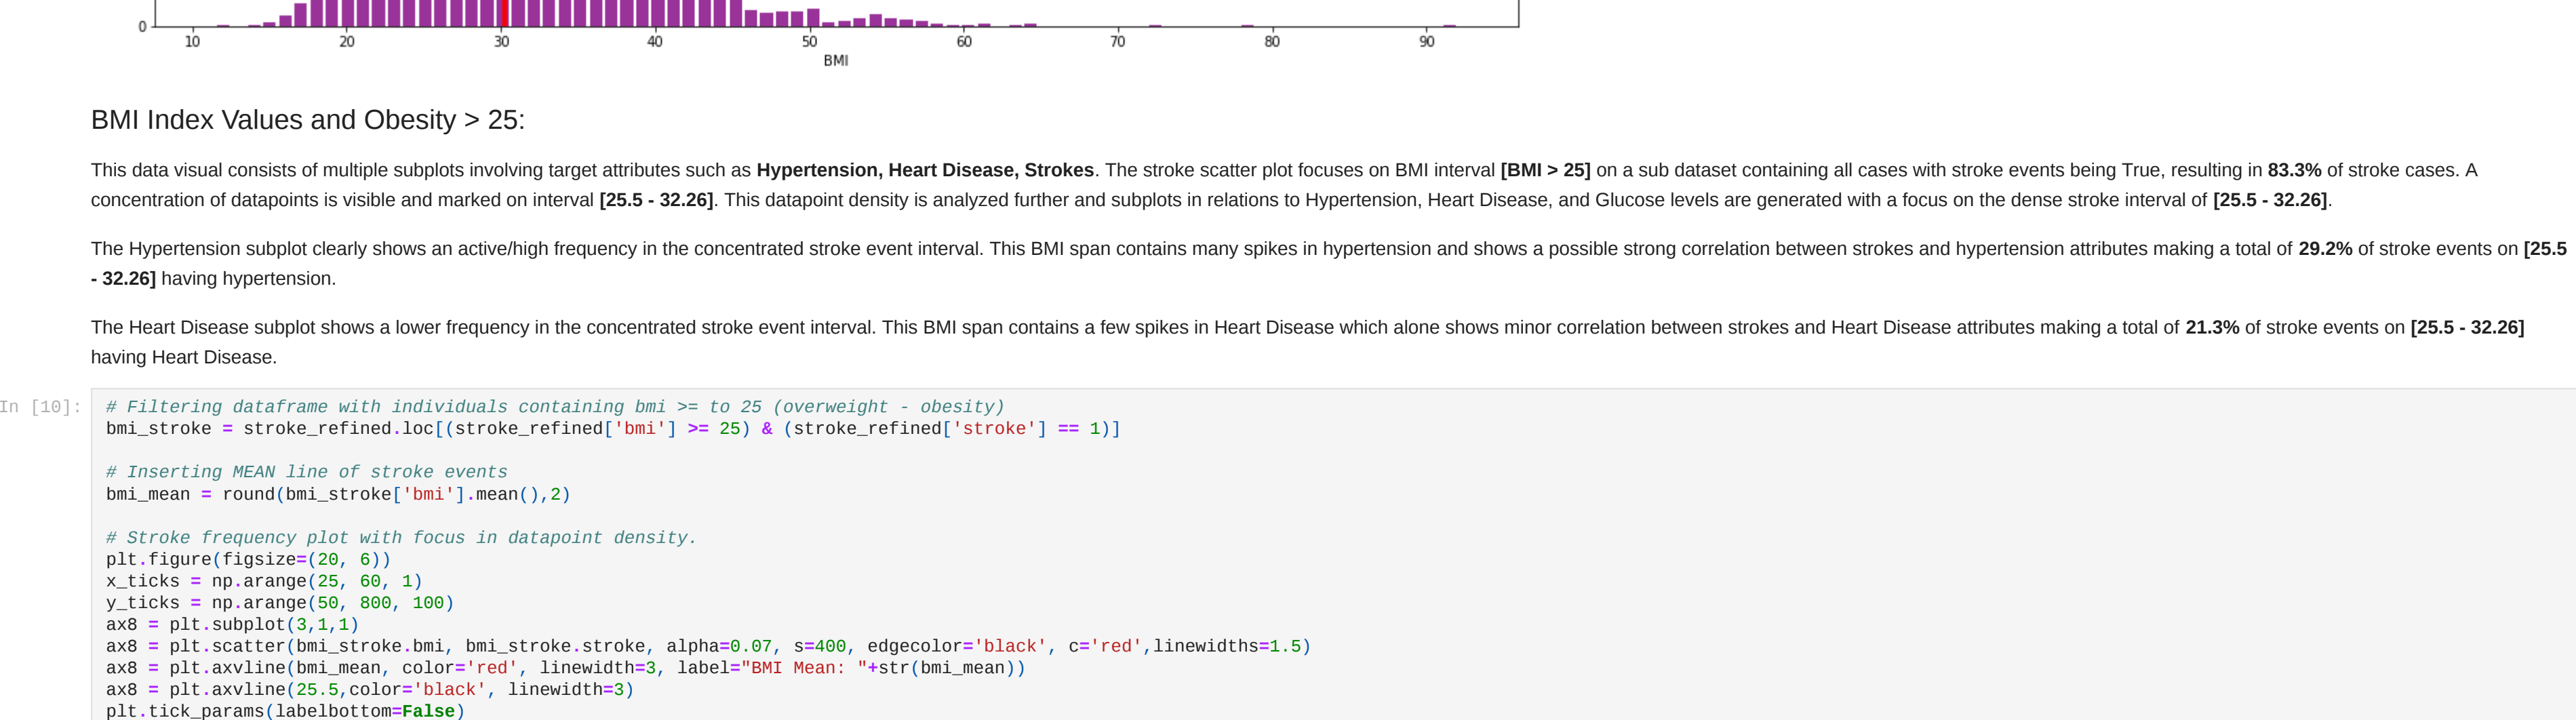 0
10 20 30 40 50 60 70 80 90
BMI
BMI Index Values and Obesity > 25:
This data visual consists of multiple subplots involving target attributes such as Hypertension, Heart Disease, Strokes. The stroke scatter plot focuses on BMI interval [BMI > 25] on a sub dataset containing all cases with stroke events being True, resulting in 83.3% of stroke cases. A
concentration of datapoints is visible and marked on interval [25.5 - 32.26]. This datapoint density is analyzed further and subplots in relations to Hypertension, Heart Disease, and Glucose levels are generated with a focus on the dense stroke interval of [25.5 - 32.26].
The Hypertension subplot clearly shows an active/high frequency in the concentrated stroke event interval. This BMI span contains many spikes in hypertension and shows a possible strong correlation between strokes and hypertension attributes making a total of 29.2% of stroke events on [25.5
- 32.26] having hypertension.
The Heart Disease subplot shows a lower frequency in the concentrated stroke event interval. This BMI span contains a few spikes in Heart Disease which alone shows minor correlation between strokes and Heart Disease attributes making a total of 21.3% of stroke events on [25.5 - 32.26]
having Heart Disease.
In [10]:
# Filtering dataframe with individuals containing bmi >= to 25 (overweight - obesity)
bmi_stroke = stroke_refined.loc[(stroke_refined['bmi'] >= 25) & (stroke_refined['stroke'] == 1)]
# Inserting MEAN line of stroke events
bmi_mean = round(bmi_stroke['bmi'].mean(),2)
# Stroke frequency plot with focus in datapoint density.
plt.figure(figsize=(20, 6))
x_ticks = np.arange(25, 60, 1)
y_ticks = np.arange(50, 800, 100)
ax8 = plt.subplot(3,1,1)
ax8 = plt.scatter(bmi_stroke.bmi, bmi_stroke.stroke, alpha=0.07, s=400, edgecolor='black', c='red',linewidths=1.5)
ax8 = plt.axvline(bmi_mean, color='red', linewidth=3, label="BMI Mean: "+str(bmi_mean))
ax8 = plt.axvline(25.5,color='black', linewidth=3)
plt.tick_params(labelbottom=False)